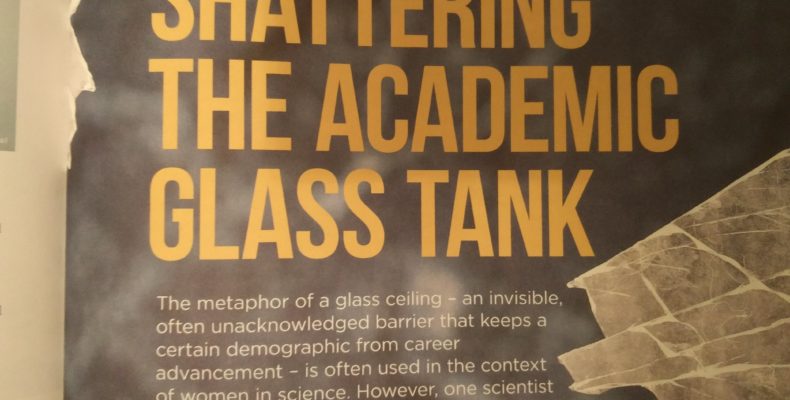 SHATTERING
THE ACADEMIC
GLASS TANK
The metaphor of a glass ceiling – an invisible,
often unacknowledged barrier that keeps a
certain demographic from career
advancement – is often used in the context
of women in science. However, one scientist